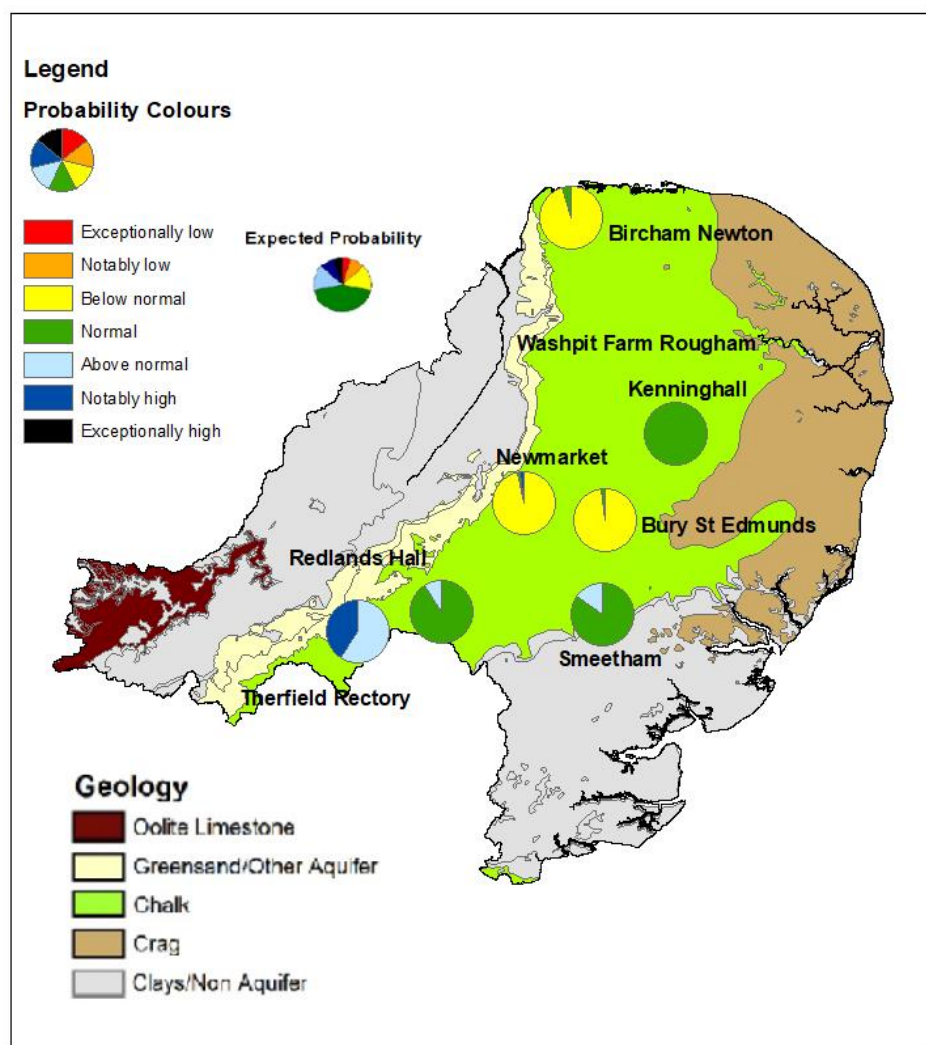 Legend
Probability Colours
Exceptionally low
Notably low
Below normal
Normal
Above normal
Notably high
Exceptionally high
Expected Probability
Bircham Newton
Washpit Farm Rougham
Kenninghall
Newmarket
Bury St Edmunds
Redlands Hall
Smeetham
Therfield Rectory
Geology
Oolite Limestone
Greensand/Other Aquifer
Chalk
Crag
Clays/Non Aquifer